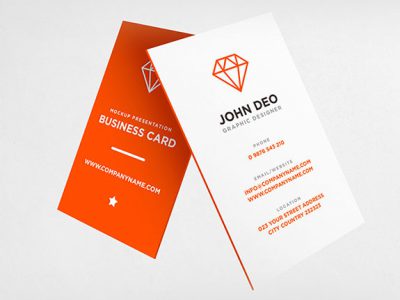 MOCKUP PRESENTATION
BUSINESS CARD
WWW.COMPANYNAME.COM
JOHN DEO
GRAPHIC DESIGNER
PHONE
0 9876 543 210
EMAIL/WEBSITE
INFO@COMPANYNAME.COM
WWW.COMPANYNAME.COM
LOCATION
023 YOUR STREET ADDRESS
CITY COUNTRY 232323